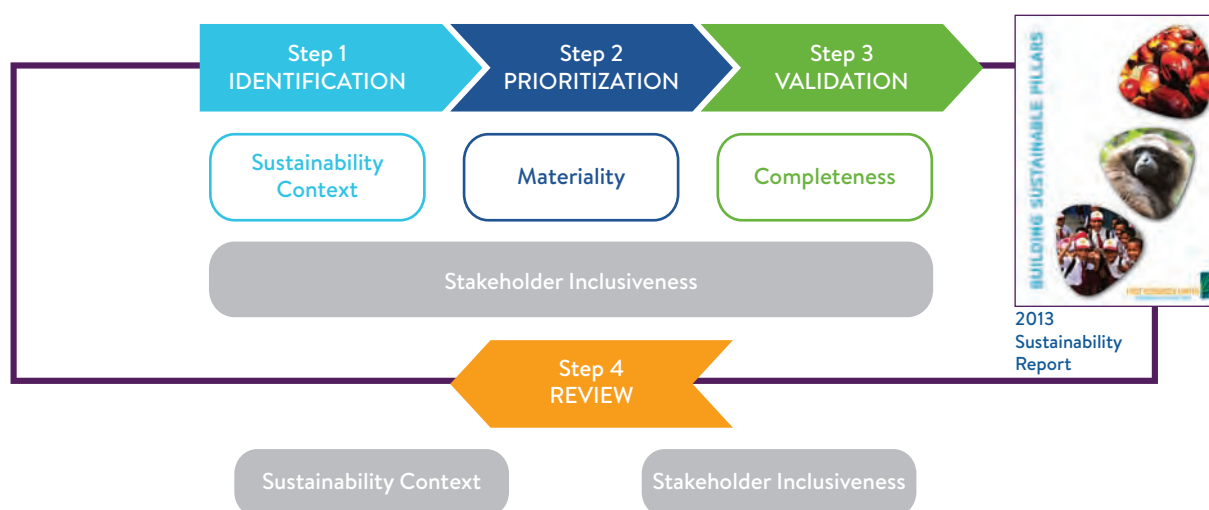 Step 1
IDENTIFICATION
Step 2
PRIORITIZATION
Step 3
VALIDATION
BUILDING SUSTAINABLE PILLARS
Sustainability
Context
Materiality
Completeness
Stakeholder Inclusiveness
2013
Sustainability
Report
Step 4
REVIEW
Sustainability Context
Stakeholder Inclusiveness